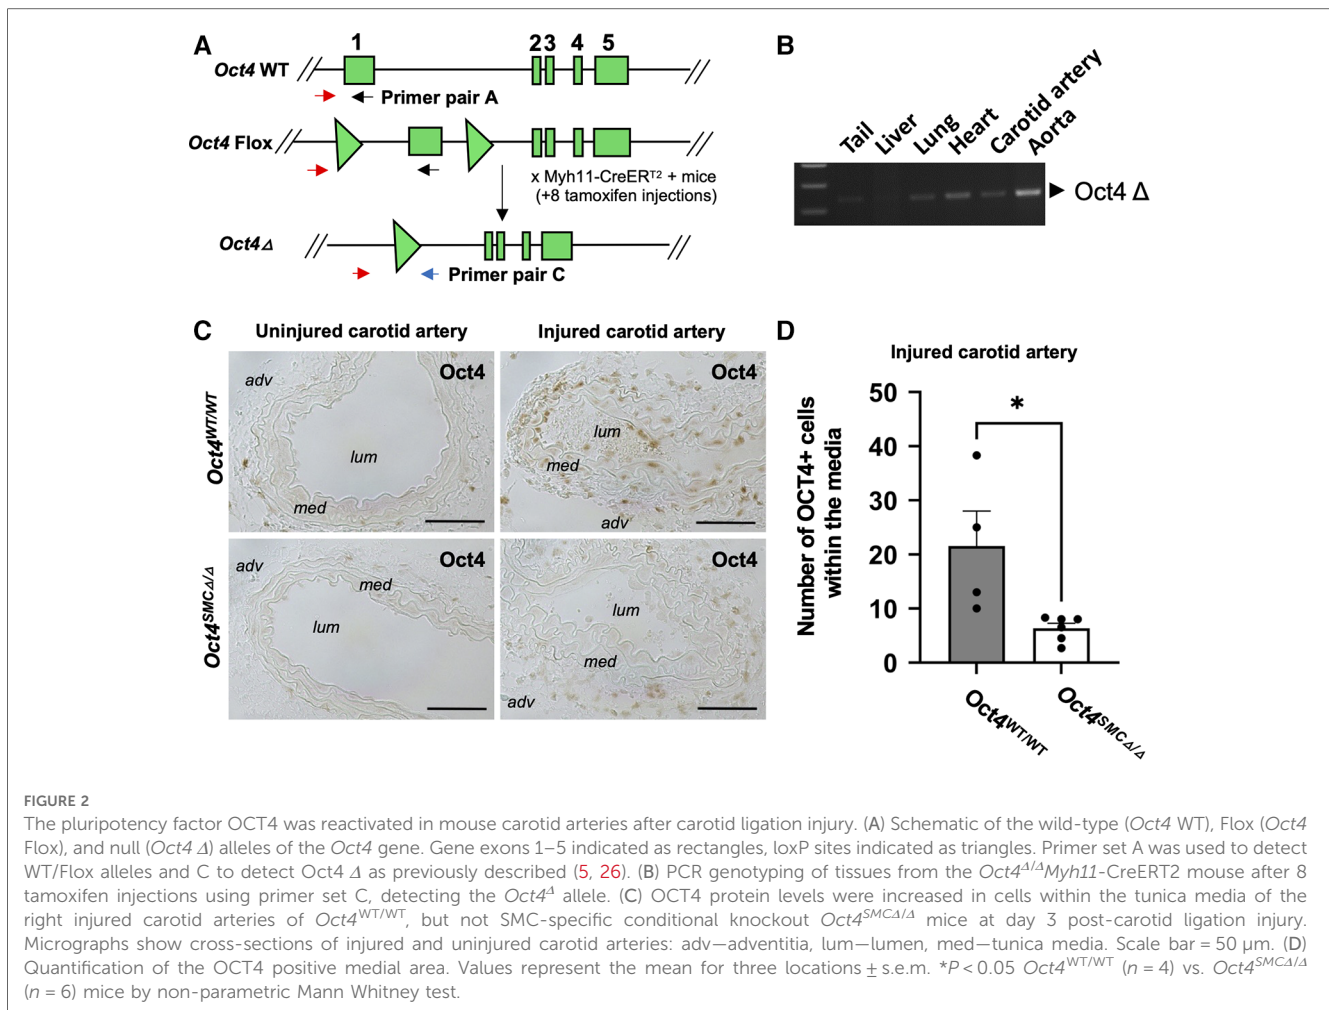 A
1 2 3 4 5
Oct4 WT
Primer pair A
Oct4 Flox
x Myh11-CreERT2 + mice
(+8 tamoxifen injections)
Oct4 Δ
Primer pair C
B
Tail Liver Lung Heart Carotid artery Aorta
Oct4 Δ
C
Uninjured carotid artery Injured carotid artery
Oct4WT/WT
adv Oct4
lum
med
Oct4
lum
med
adv
Oct4SMCΔ/Δ
adv Oct4
med
lum
Oct4
lum
med
adv
D
Injured carotid artery
Number of OCT4+ cells
within the media
50
40
30
20
10
0
*
Oct4WT/WT Oct4SMCΔ/Δ
FIGURE 2
The pluripotency factor OCT4 was reactivated in mouse carotid arteries after carotid ligation injury. (A) Schematic of the wild-type (Oct4 WT), Flox (Oct4
Flox), and null (Oct4 Δ) alleles of the Oct4 gene. Gene exons 1–5 indicated as rectangles, loxP sites indicated as triangles. Primer set A was used to detect
WT/Flox alleles and C to detect Oct4 Δ as previously described (5, 26). (B) PCR genotyping of tissues from the Oct4Δ/ΔMyh11-CreERT2 mouse after 8
tamoxifen injections using primer set C, detecting the Oct4Δ allele. (C) OCT4 protein levels were increased in cells within the tunica media of the
right injured carotid arteries of Oct4WT/WT, but not SMC-specific conditional knockout Oct4SMCΔ/Δ mice at day 3 post-carotid ligation injury.
Micrographs show cross-sections of injured and uninjured carotid arteries: adv—adventitia, lum—lumen, med—tunica media. Scale bar = 50 µm. (D)
Quantification of the OCT4 positive medial area. Values represent the mean for three locations ± s.e.m. *P < 0.05 Oct4WT/WT (n = 4) vs. Oct4SMCΔ/Δ
(n = 6) mice by non-parametric Mann Whitney test.